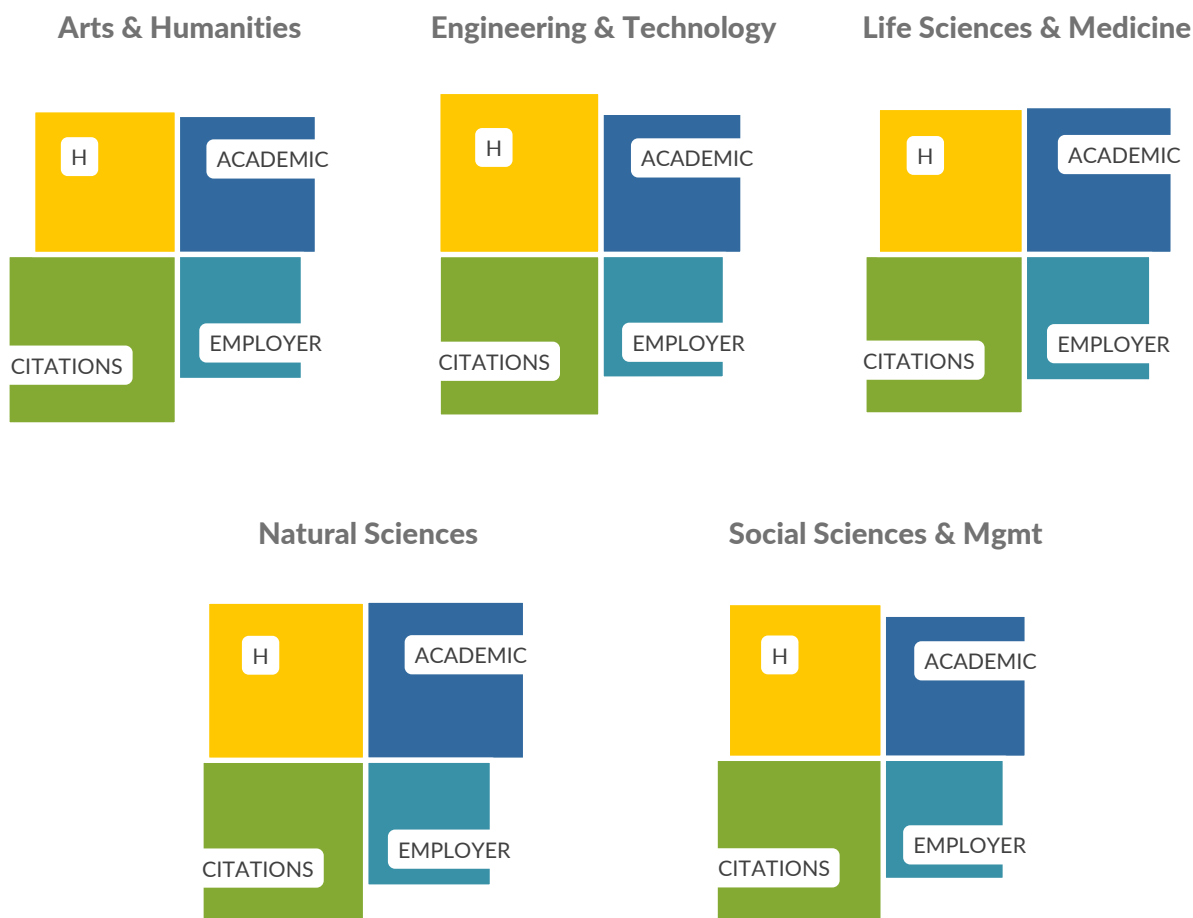 Arts & Humanities
Engineering & Technology
Life Sciences & Medicine
H
ACADEMIC
CITATIONS
EMPLOYER
H
ACADEMIC
CITATIONS
EMPLOYER
H
ACADEMIC
CITATIONS
EMPLOYER
Natural Sciences
Social Sciences & Mgmt
H
ACADEMIC
CITATIONS
EMPLOYER
H
ACADEMIC
CITATIONS
EMPLOYER